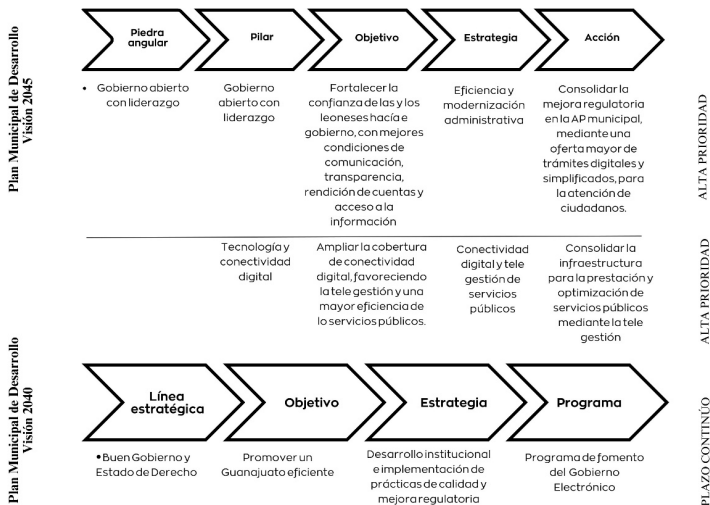 Plan Municipal de Desarrollo
Visión 2045
Piedra
angular
Pilar
Objetivo
Estrategia
Acción
• Gobierno abierto
con liderazgo
Gobierno
abierto con
liderazgo
Fortalecer la
confianza de las y los
leoneses hacía e
gobierno, con mejores
condiciones de
comunicación,
transparencia,
rendición de cuentas y
acceso a la
información
Eficiencia y
modernización
administrativa
Consolidar la
mejora regulatoria
en la AP municipal,
mediante una
oferta mayor de
trámites digitales y
simplificados, para
la atención de
ciudadanos.
ALTA PRIORIDAD
Tecnología y
conectividad
digital
Ampliar la cobertura
de conectividad
digital, favoreciendo
la tele gestión y una
mayor eficiencia de
lo servicios públicos.
Conectividad
digital y tele
gestión de
servicios
públicos
Consolidar la
infraestructura
para la prestación y
optimización de
servicios públicos
mediante la tele
gestión
ALTA PRIORIDAD
Plan Municipal de Desarrollo
Visión 2040
Línea
estratégica
Objetivo
Estrategia
Programa
•Buen Gobierno y
Estado de Derecho
Promover un
Guanajuato eficiente
Desarrollo institucional
e implementación de
prácticas de calidad y
mejora regulatoria
Programa de fomento
del Gobierno
Electrónico
PLAZO CONTINÚO